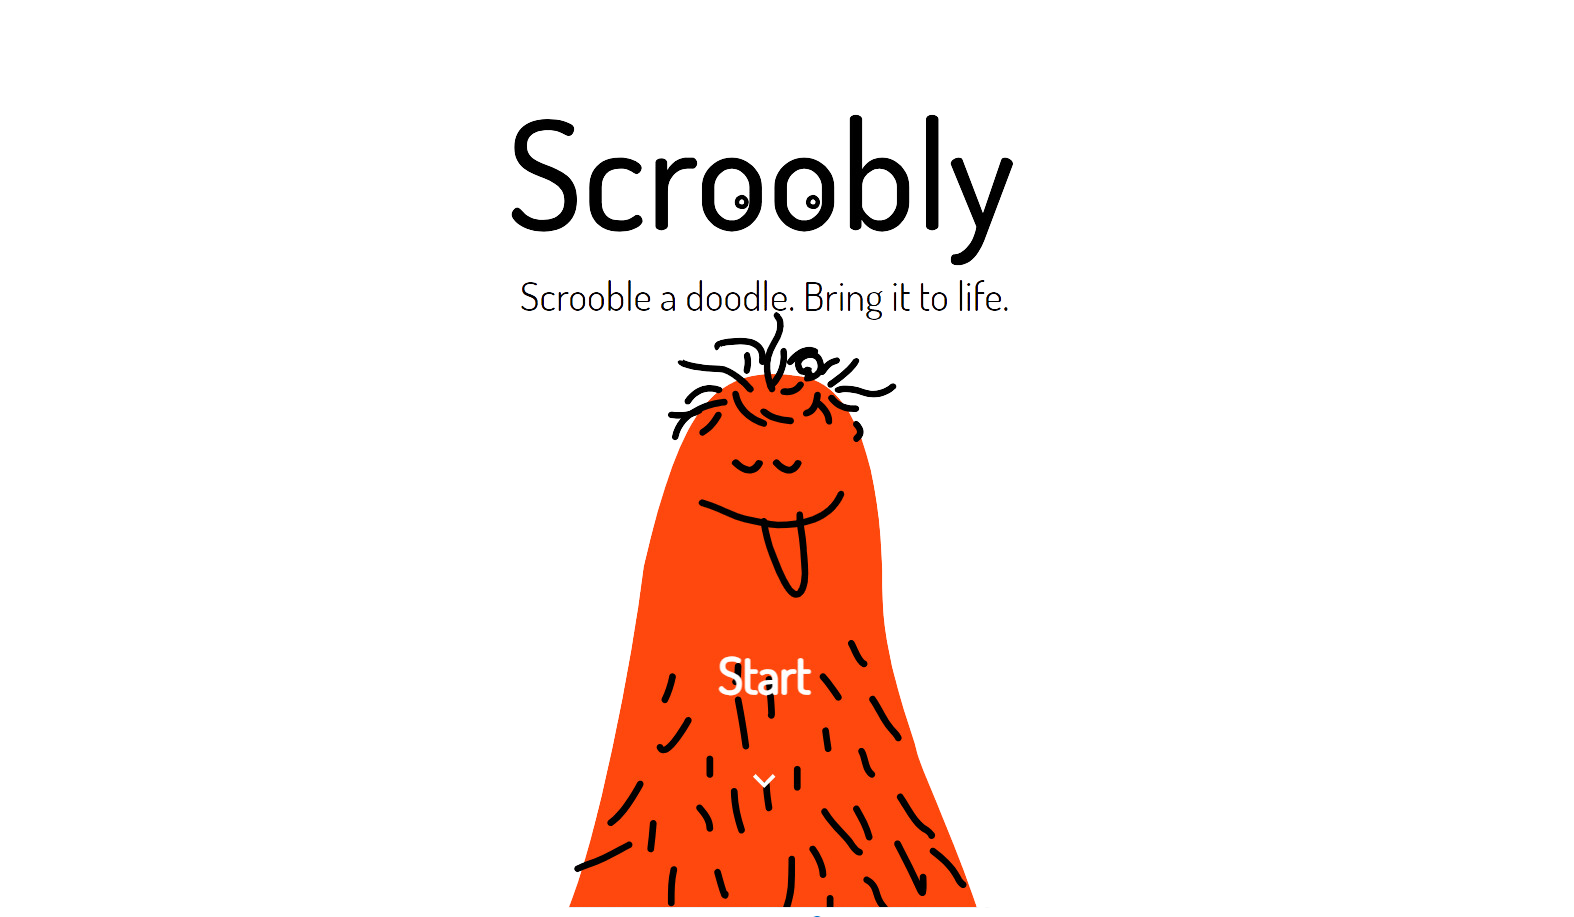 Scroobly
Scrooble a doodle. Bring it to life.
Start